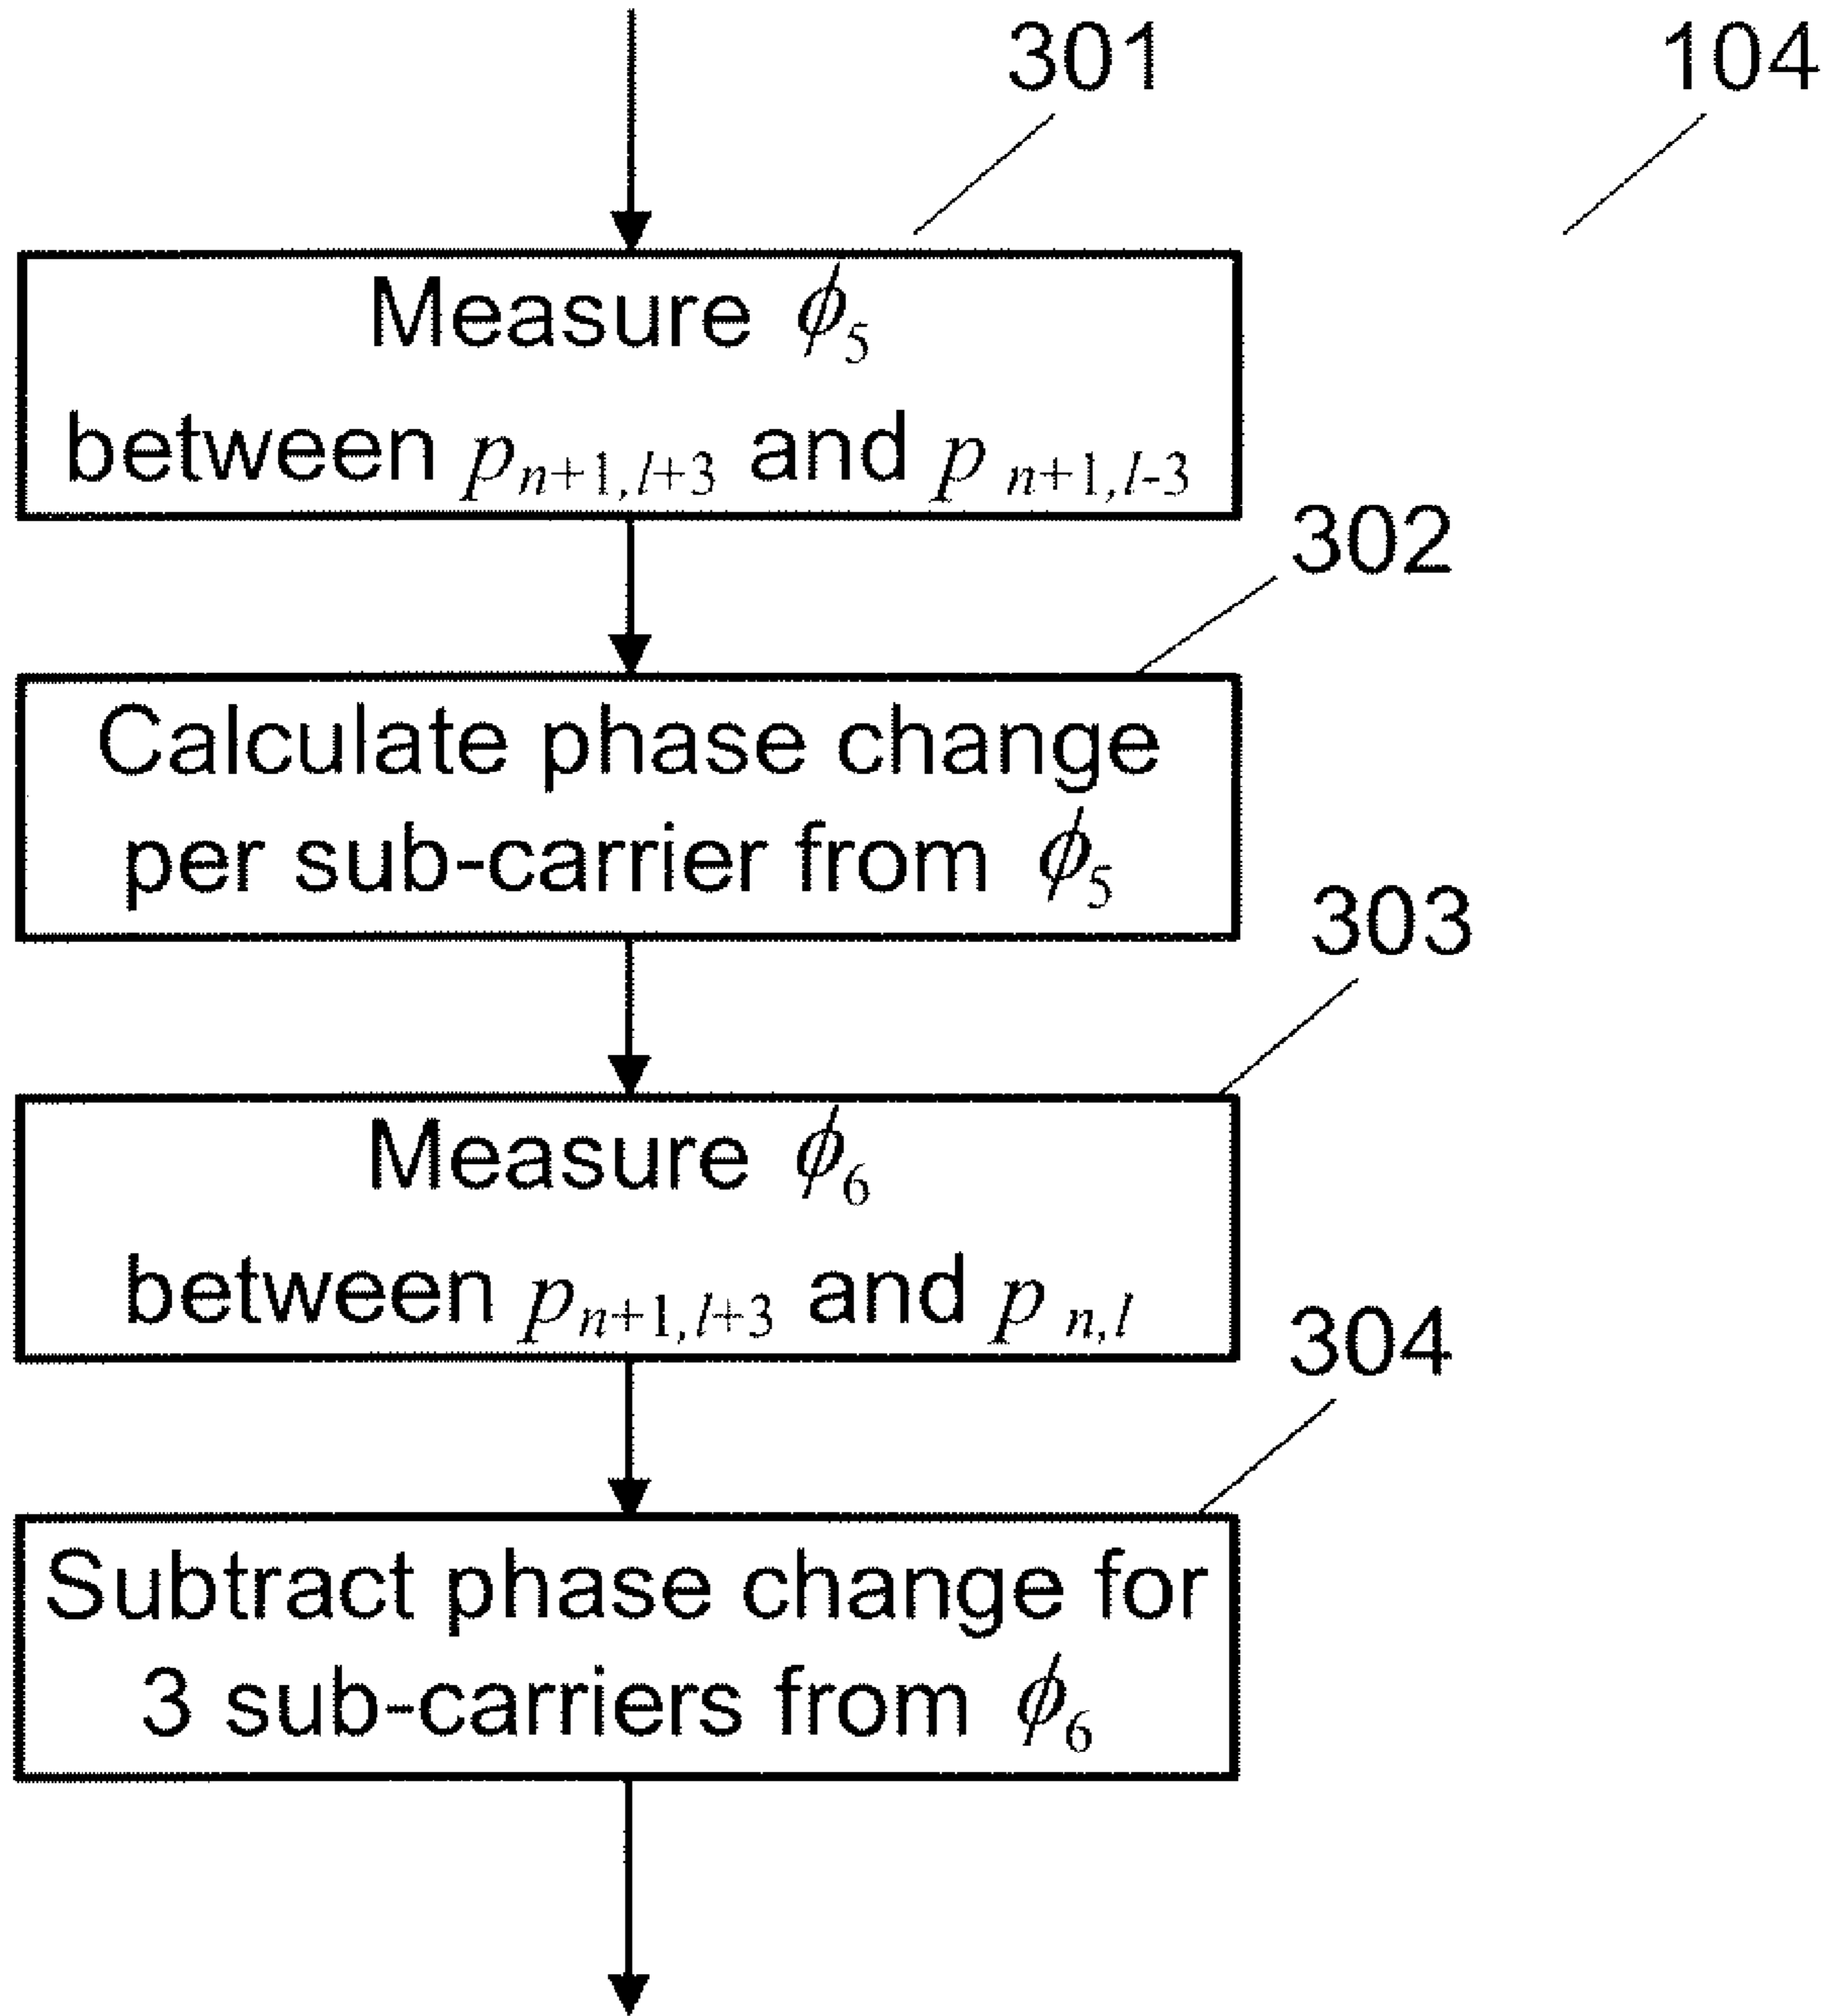 301
104
Measure ϕ₅
between pₙ₊₁,ₗ₊₃ and p ₙ₊₁,ₗ₋₃
302
Calculate phase change
per sub-carrier from ϕ₅
303
Measure ϕ₆
between pₙ₊₁,ₗ₊₃ and p ₙ,ₗ
304
Subtract phase change for
3 sub-carriers from ϕ₆